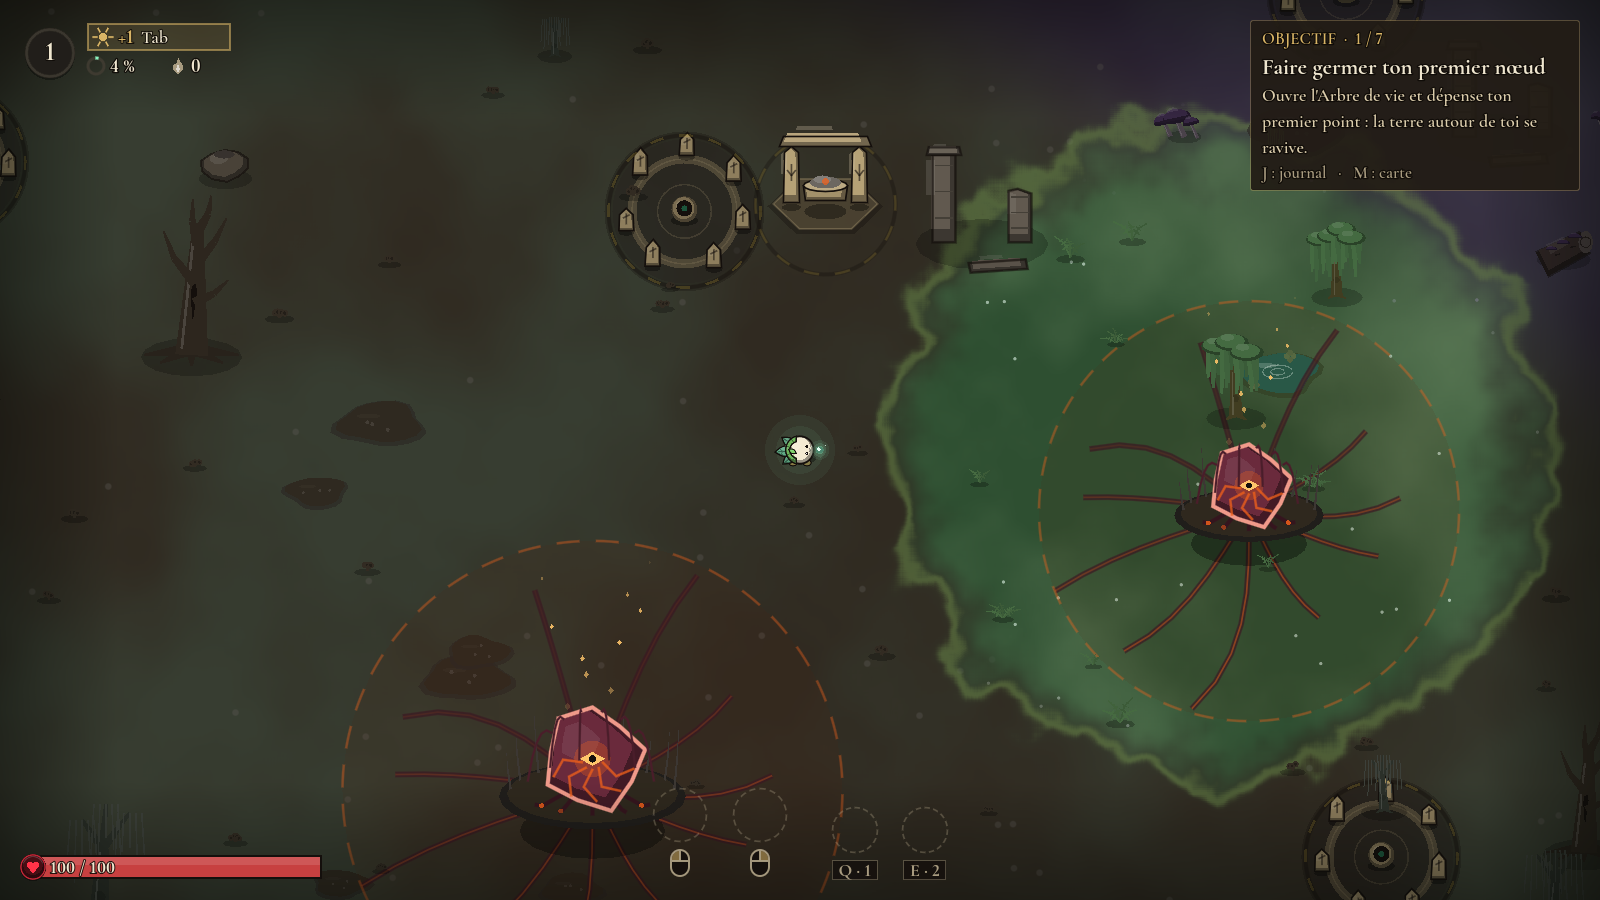 1
+1 Tab
4 %
0
OBJECTIF · 1 / 7
Faire germer ton premier nœud
Ouvre l'Arbre de vie et dépense ton
premier point : la terre autour de toi se
ravive.
J : journal · M : carte
100 / 100
Q · 1
E · 2